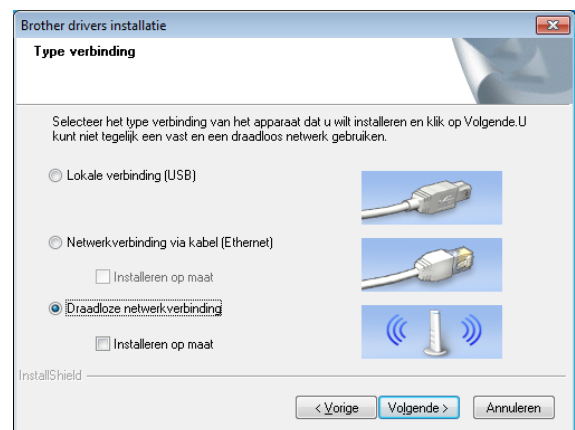 Brother drivers installatie
Type verbinding
Selecteer het type verbinding van het apparaat dat u wilt installeren en klik op Volgende.U
kunt niet tegelijk een vast en een draadloos netwerk gebruiken.
Lokale verbinding (USB)
Netwerkverbinding via kabel (Ethernet)
Installeren op maat
Draadloze netwerkverbinding
Installeren op maat
InstallShield
< Vorige Volgende > Annuleren